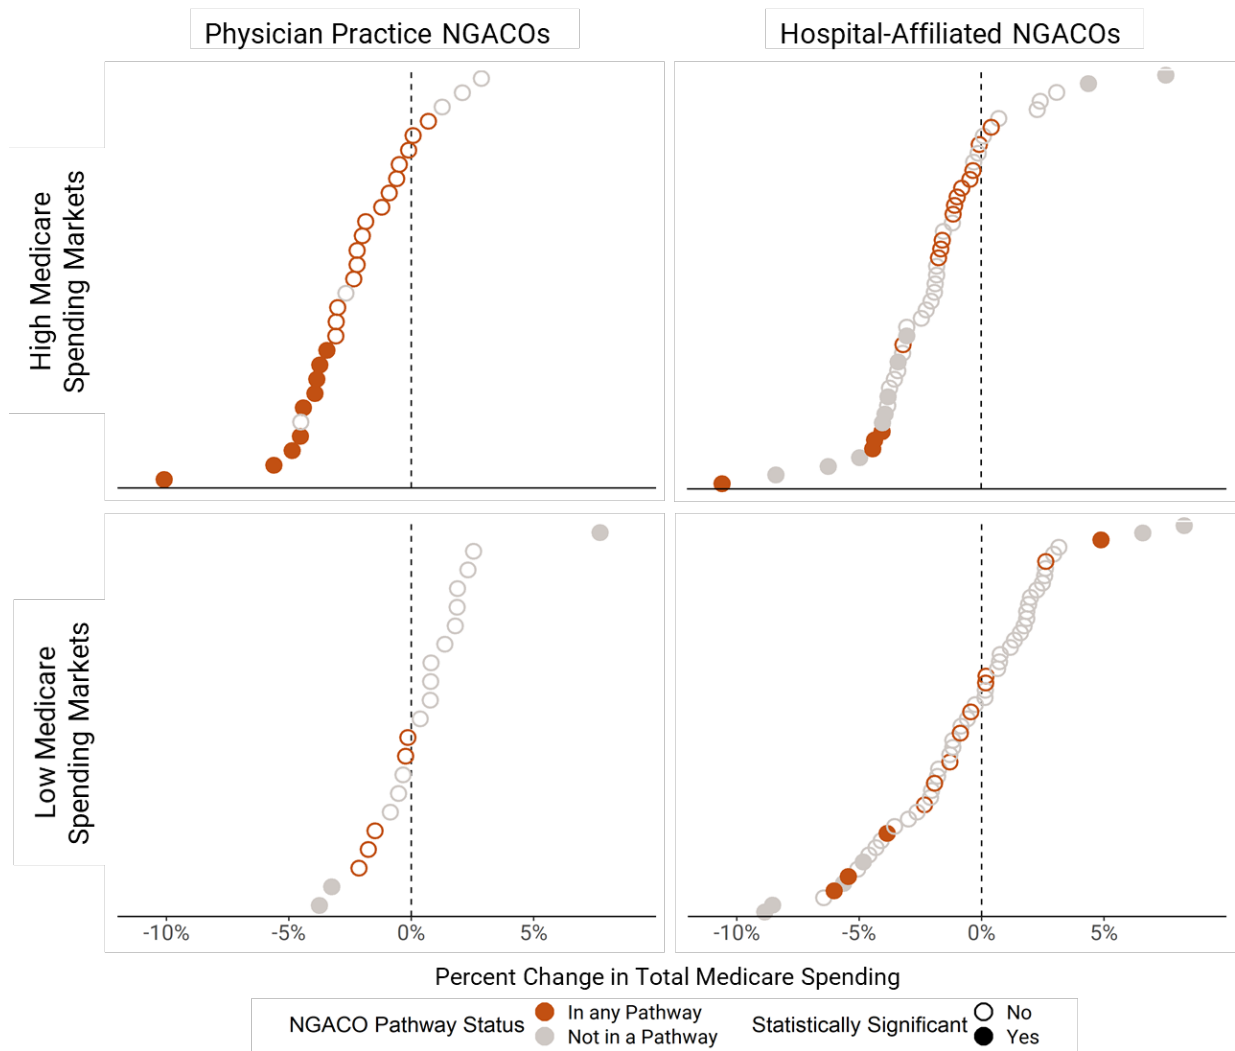 Physician Practice NGACOs
Hospital-Affiliated NGACOs
High Medicare
Spending Markets
Low Medicare
Spending Markets
-10%
-5%
0%
5%
-10%
-5%
0%
5%
Percent Change in Total Medicare Spending
NGACO Pathway Status
In any Pathway
Not in a Pathway
Statistically Significant
No
Yes